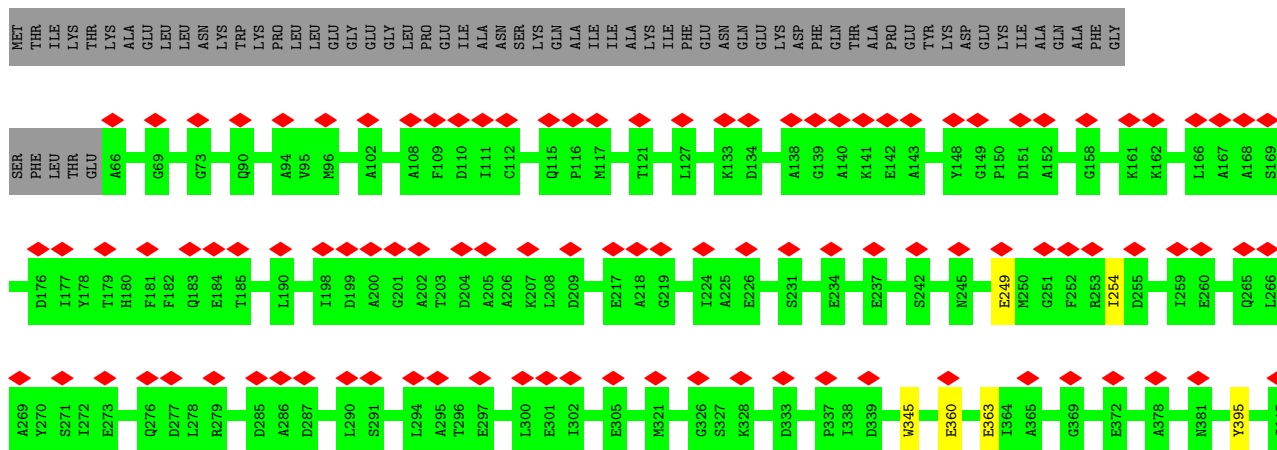 MET THR ILE LYS THR LYS ALA GLU LEU LEU ASN LYS TRP LYS PRO LEU LEU GLU GLY GLU GLY LEU PRO GLU ILE ALA ASN SER LYS GLN ALA ILE ILE ALA LYS ILE PHE GLU ASN GLN GLU LYS ASP PHE GLN THR ALA PRO GLU TYR LYS ASP GLU LYS ILE ALA GLN ALA PHE GLY
SER PHE LEU THR GLU A66 G69 G73 Q90 A94 V95 M96 A102 A108 F109 D110 I111 C112 Q115 P116 M117 T121 L127 K133 D134 A138 G139 A140 K141 E142 A143 Y148 G149 P150 D151 A152 G158 K161 K162 L166 A167 A168 S169
D176 I177 Y178 T179 H180 F181 F182 Q183 E184 T185 L190 I198 D199 A200 G201 A202 T203 D204 A205 A206 K207 L208 D209 E217 A218 G219 I224 A225 E226 S231 E234 E237 S242 N245 E249 M250 G251 F252 R253 I254 D255 I259 E260 Q265 L266
A269 Y270 S271 I272 E273 Q276 D277 L278 R279 D285 A286 D287 L290 S291 L294 A295 T296 E297 L300 E301 I302 E305 M321 G326 S327 K328 D333 P337 I338 D339 W345 E360 E363 I364 A365 G369 E372 A378 N381 Y395